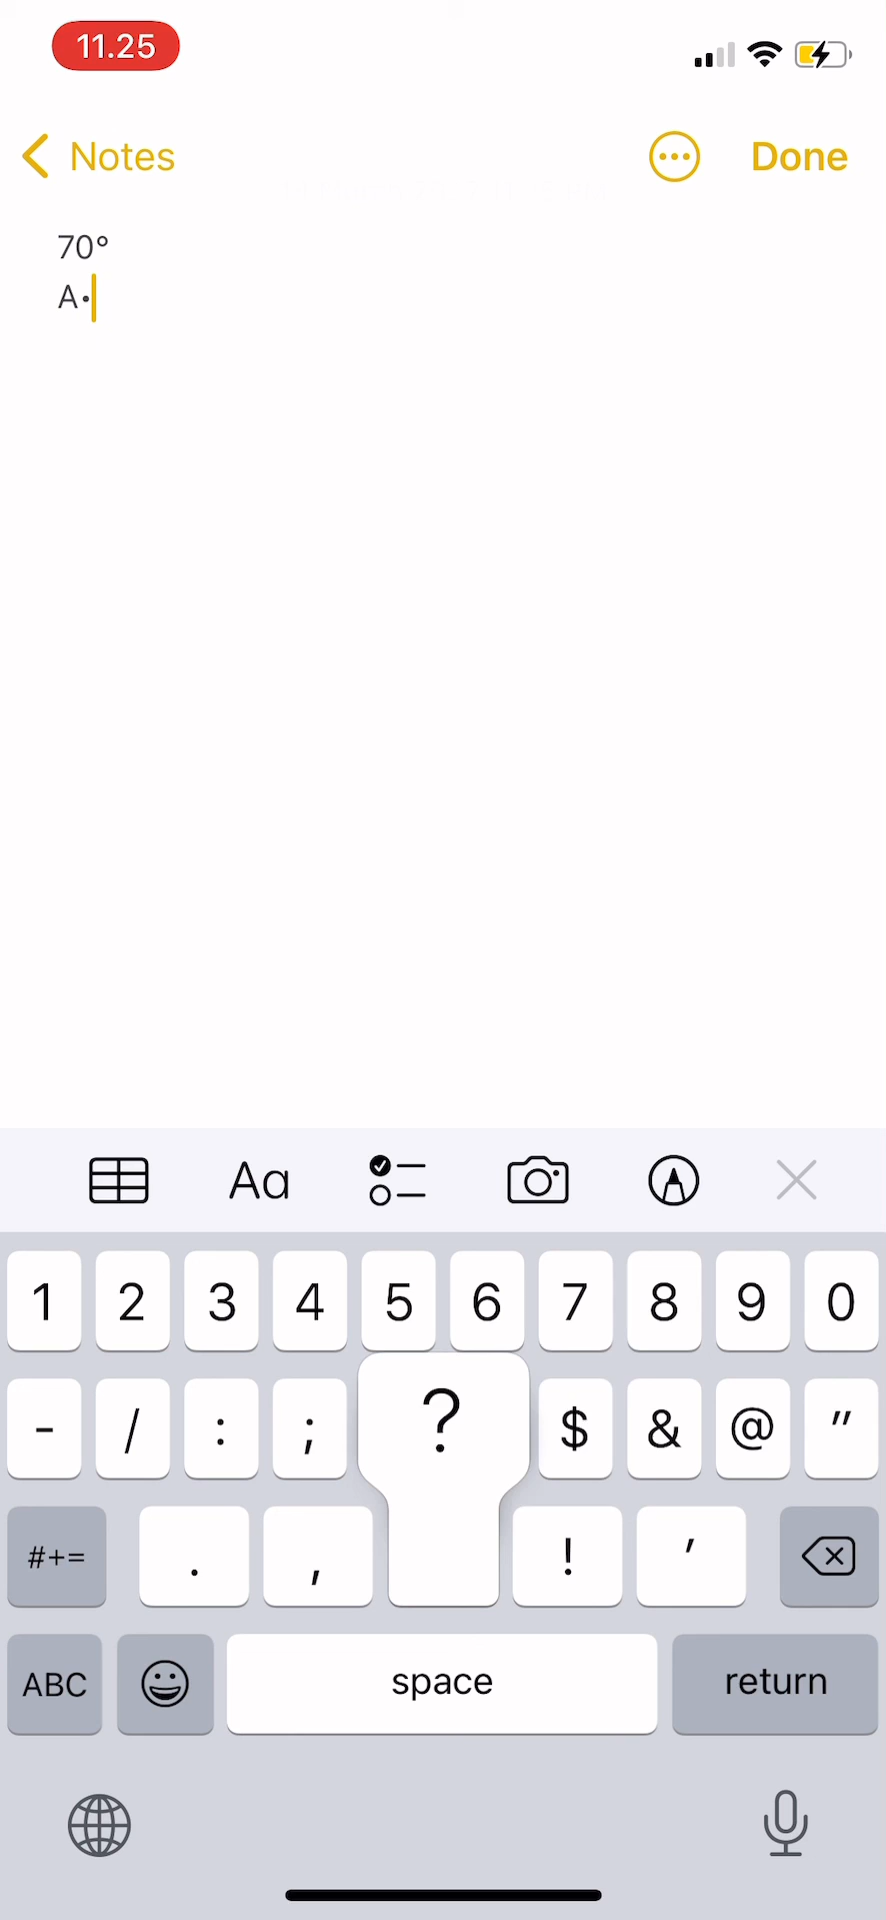 11.25
Notes
Done
70°
A·
Aa
1 2 3 4 5 6 7 8 9 0
- / : ; ? $ & @ "
#+= . , ! '
ABC space return